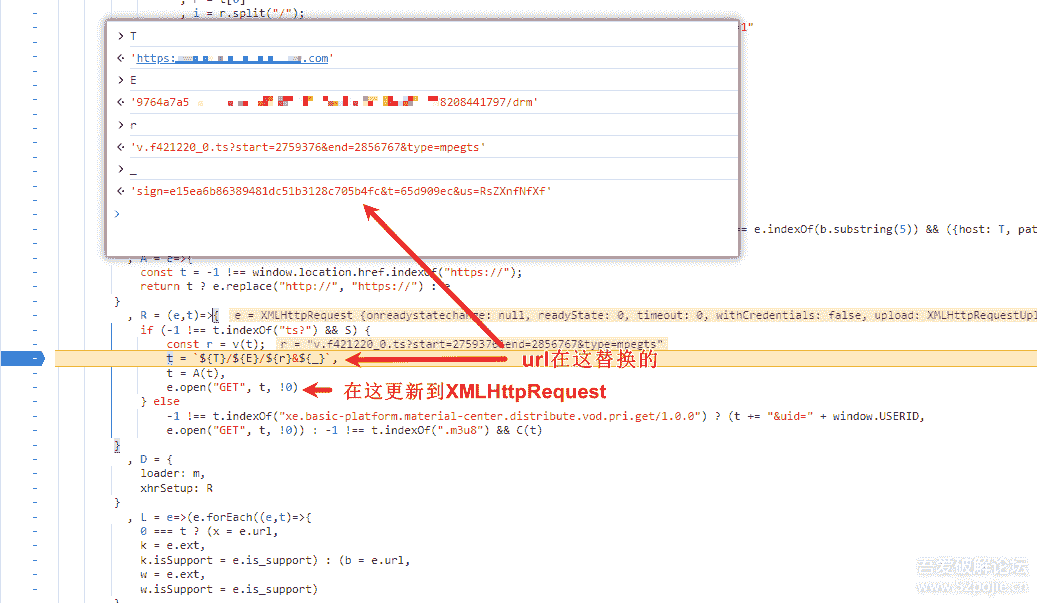 , i = r.split("/");
1"
T
'https: .com'
E
'9764a7a5 8208441797/drm'
r
'v.f421220_0.ts?start=2759376&end=2856767&type=mpegts'
_
'sign=e15ea6b86389481dc51b3128c705b4fc&t=65d909ec&us=RsZXnfNfXf'
== e.indexOf(b.substring(5)) && ({host: T, pat
, A = e=>{
const t = -1 !== window.location.href.indexOf("https://");
return t ? e.replace("http://", "https://") : e
}
, R = (e,t)=>{ e = XMLHttpRequest {onreadystatechange: null, readyState: 0, timeout: 0, withCredentials: false, upload: XMLHttpRequestUpl
if (-1 !== t.indexOf("ts?") && S) {
const r = v(t); r = "v.f421220_0.ts?start=2759376&end=2856767&type=mpegts"
t = `${T}/${E}/${r}&${_}`, url在这替换的
t = A(t),
e.open("GET", t, !0) 在这更新到XMLHttpRequest
} else
-1 !== t.indexOf("xe.basic-platform.material-center.distribute.vod.pri.get/1.0.0") ? (t += "&uid=" + window.USERID,
e.open("GET", t, !0)) : -1 !== t.indexOf(".m3u8") && C(t)
}
, D = {
loader: m,
xhrSetup: R
}
, L = e=>(e.forEach((e,t)=>{
0 === t ? (x = e.url,
k = e.ext,
k.isSupport = e.is_support) : (b = e.url,
w = e.ext,
w.isSupport = e.is_support)
吾爱破解论坛
www.52pojie.cn